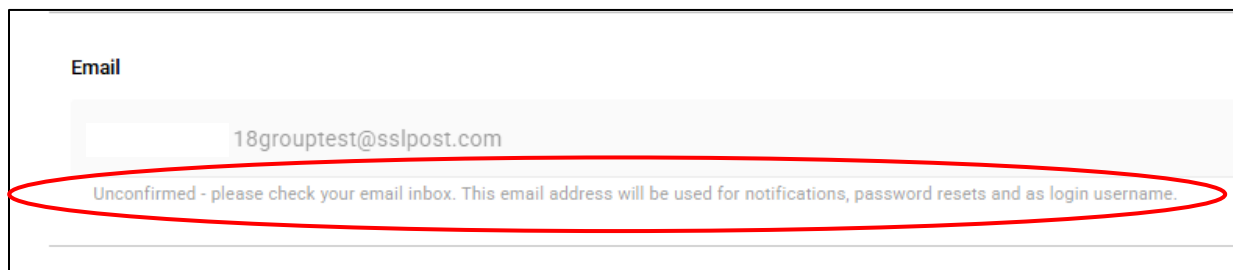 Email
18grouptest@sslpost.com
Unconfirmed - please check your email inbox. This email address will be used for notifications, password resets and as login username.